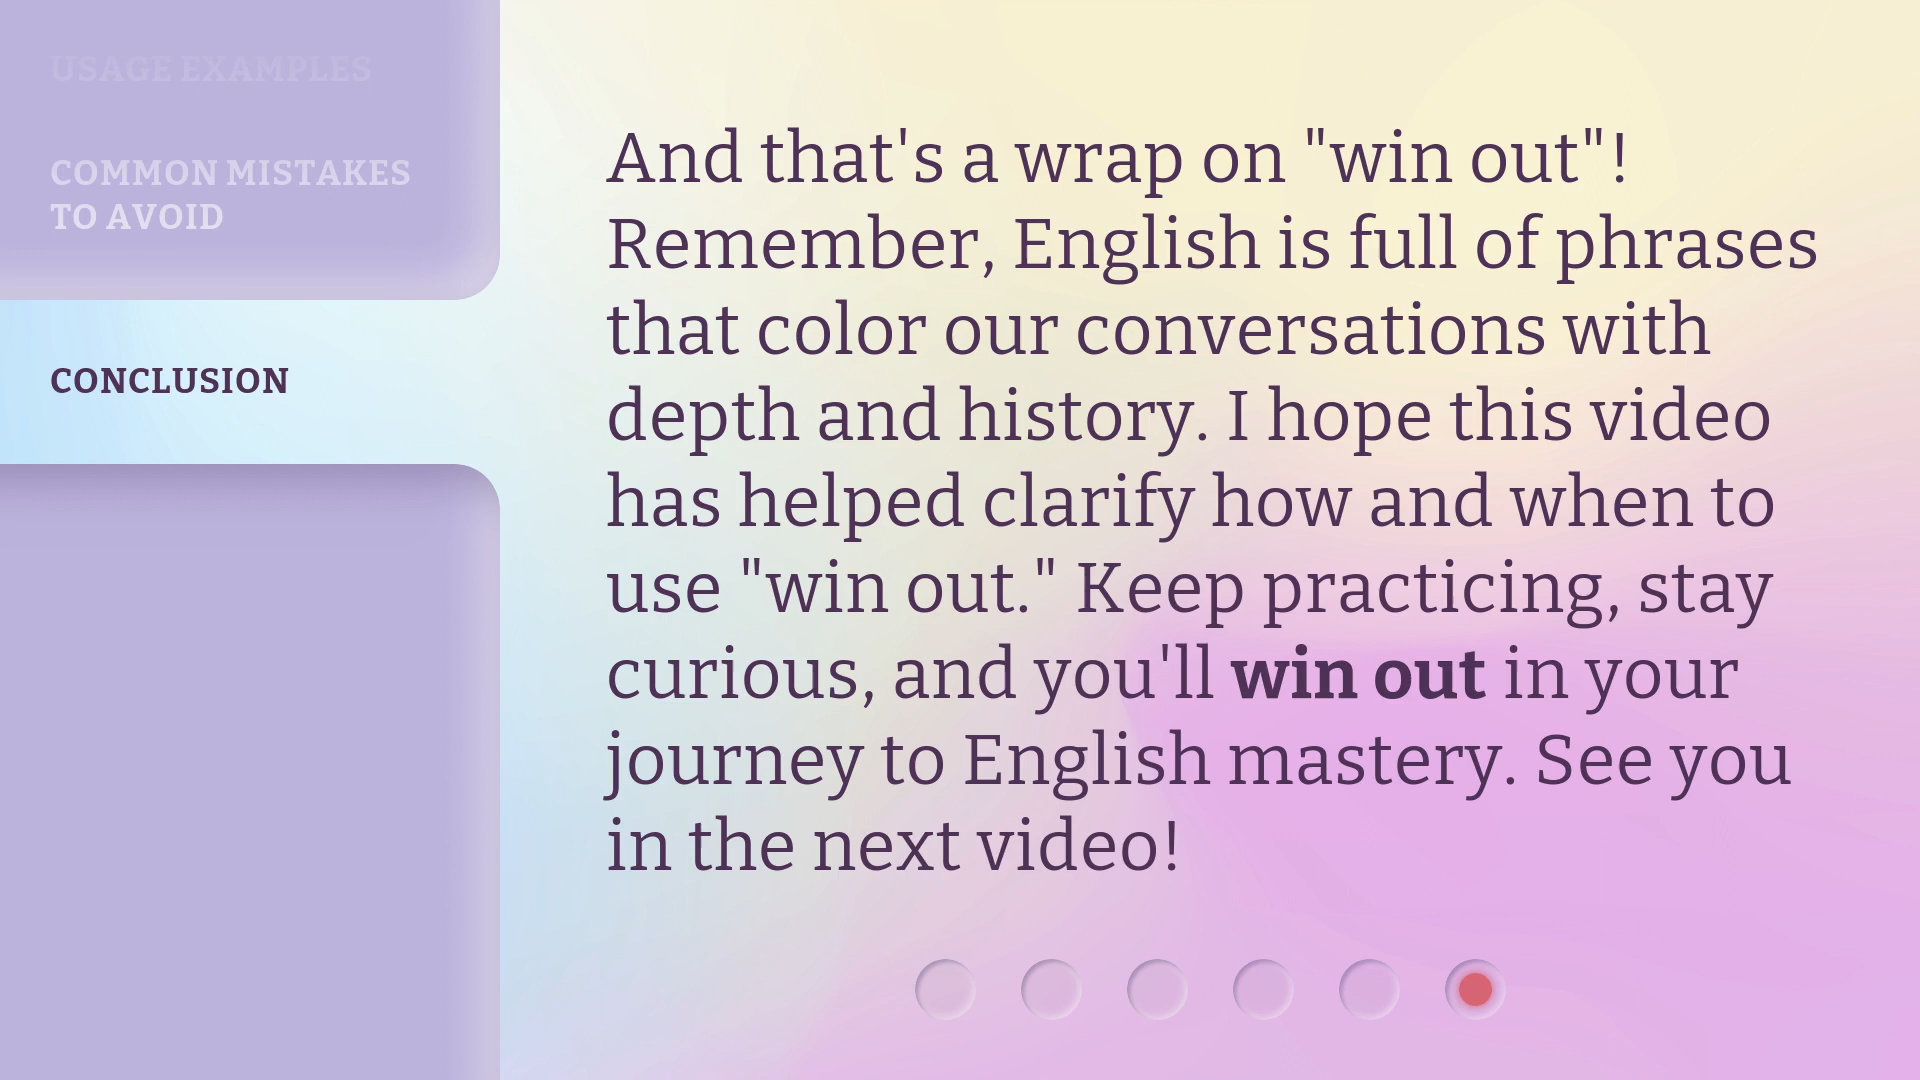 USAGE EXAMPLES
COMMON MISTAKES
TO AVOID
CONCLUSION
And that's a wrap on "win out"!
Remember, English is full of phrases
that color our conversations with
depth and history. I hope this video
has helped clarify how and when to
use "win out." Keep practicing, stay
curious, and you'll win out in your
journey to English mastery. See you
in the next video!